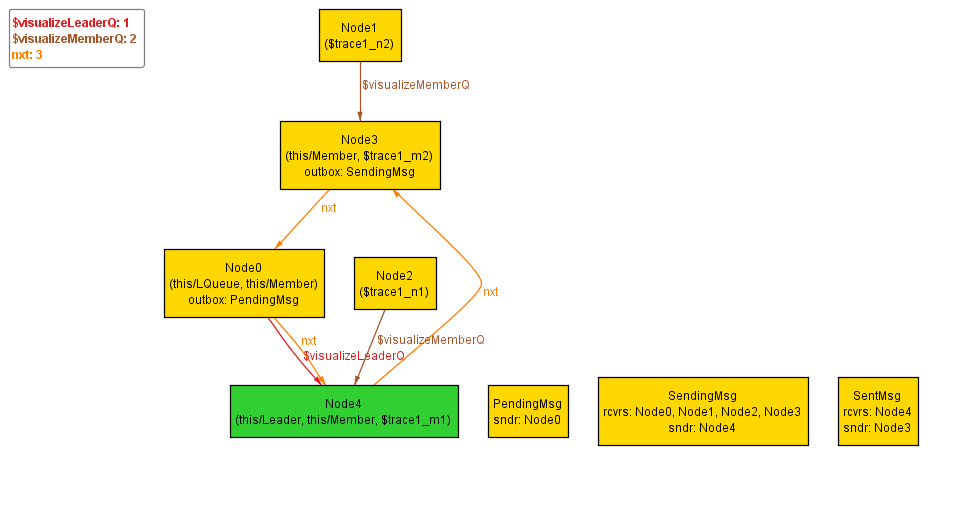 $visualizeLeaderQ: 1
$visualizeMemberQ: 2
nxt: 3
Node1
($trace1_n2)
$visualizeMemberQ
Node3
(this/Member, $trace1_m2)
outbox: SendingMsg
nxt
Node0
(this/LQueue, this/Member)
outbox: PendingMsg
Node2
($trace1_n1)
nxt
nxt
$visualizeMemberQ
$visualizeLeaderQ
Node4
(this/Leader, this/Member, $trace1_m1)
PendingMsg
sndr: Node0
SendingMsg
rcvrs: Node0, Node1, Node2, Node3
sndr: Node4
SentMsg
rcvrs: Node4
sndr: Node3